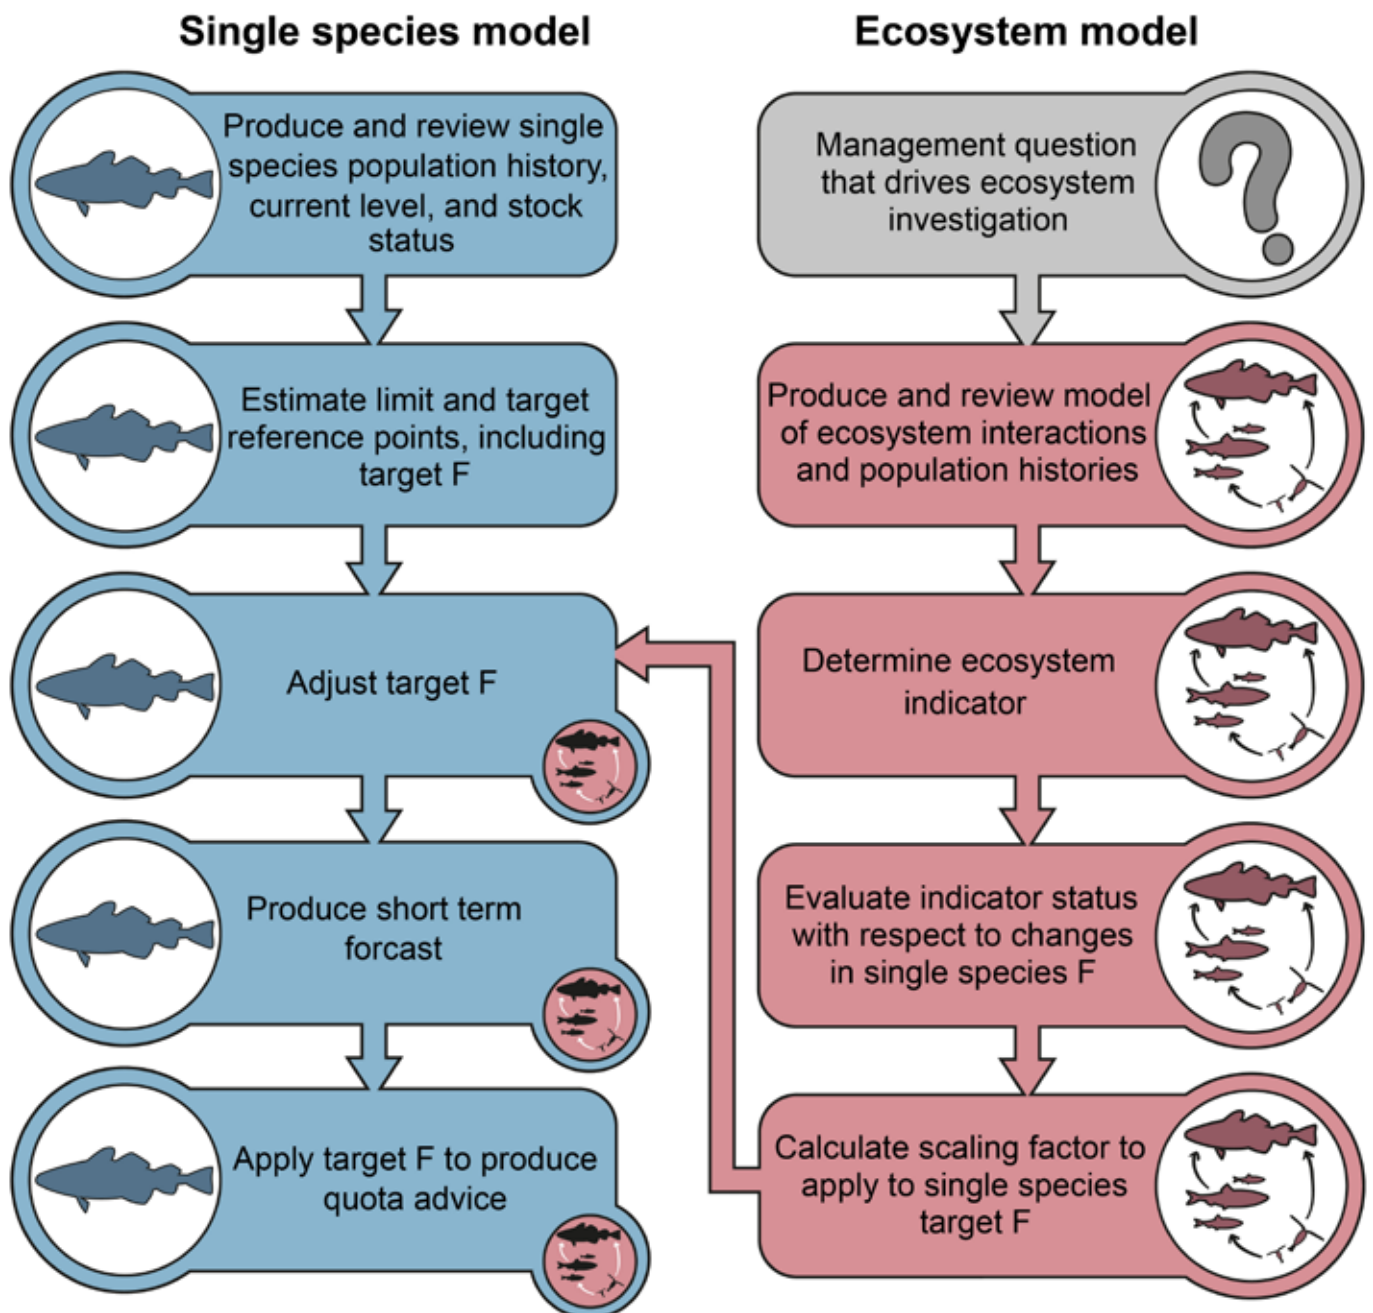 Single species model
Produce and review single
species population history,
current level, and stock
status
Estimate limit and target
reference points, including
target F
Adjust target F
Produce short term
forcast
Apply target F to produce
quota advice
Ecosystem model
Management question
that drives ecosystem
investigation
?
Produce and review model
of ecosystem interactions
and population histories
Determine ecosystem
indicator
Evaluate indicator status
with respect to changes
in single species F
Calculate scaling factor to
apply to single species
target F